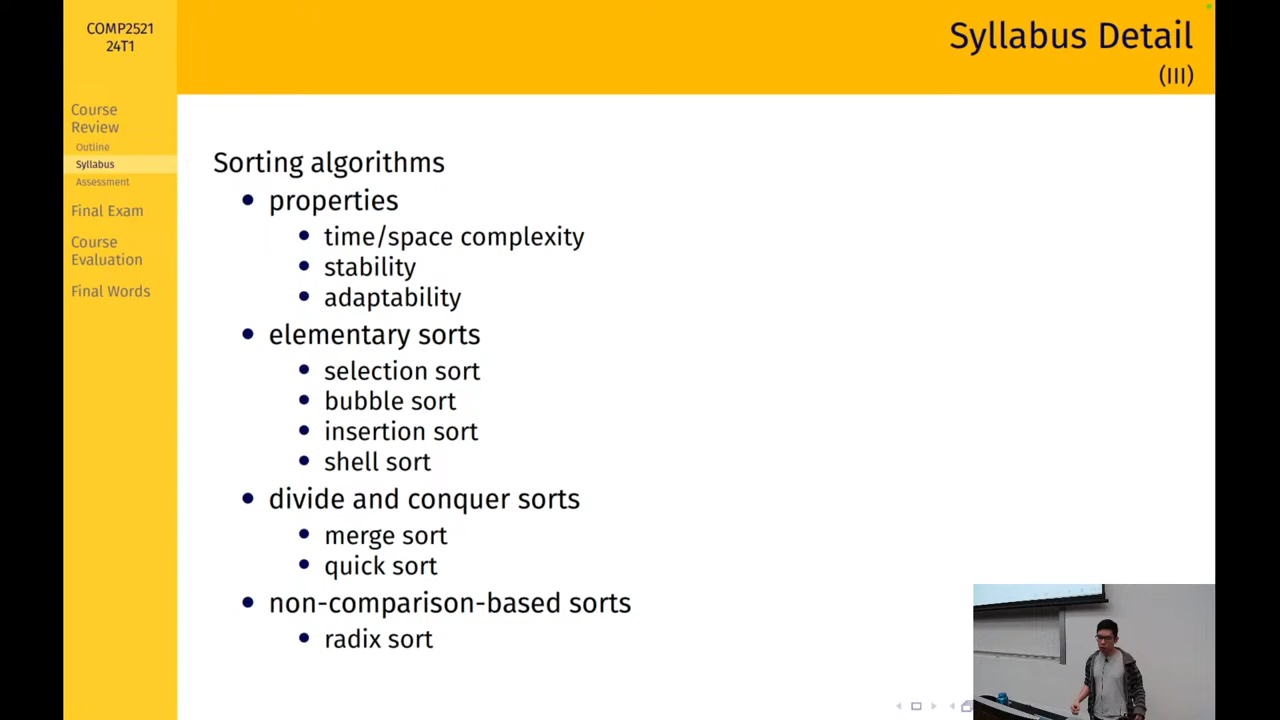 COMP2521
24T1
Syllabus Detail
(III)
Course
Review
Outline
Syllabus
Assessment
Final Exam
Course
Evaluation
Final Words
Sorting algorithms
• properties
• time/space complexity
• stability
• adaptability
• elementary sorts
• selection sort
• bubble sort
• insertion sort
• shell sort
• divide and conquer sorts
• merge sort
• quick sort
• non-comparison-based sorts
• radix sort